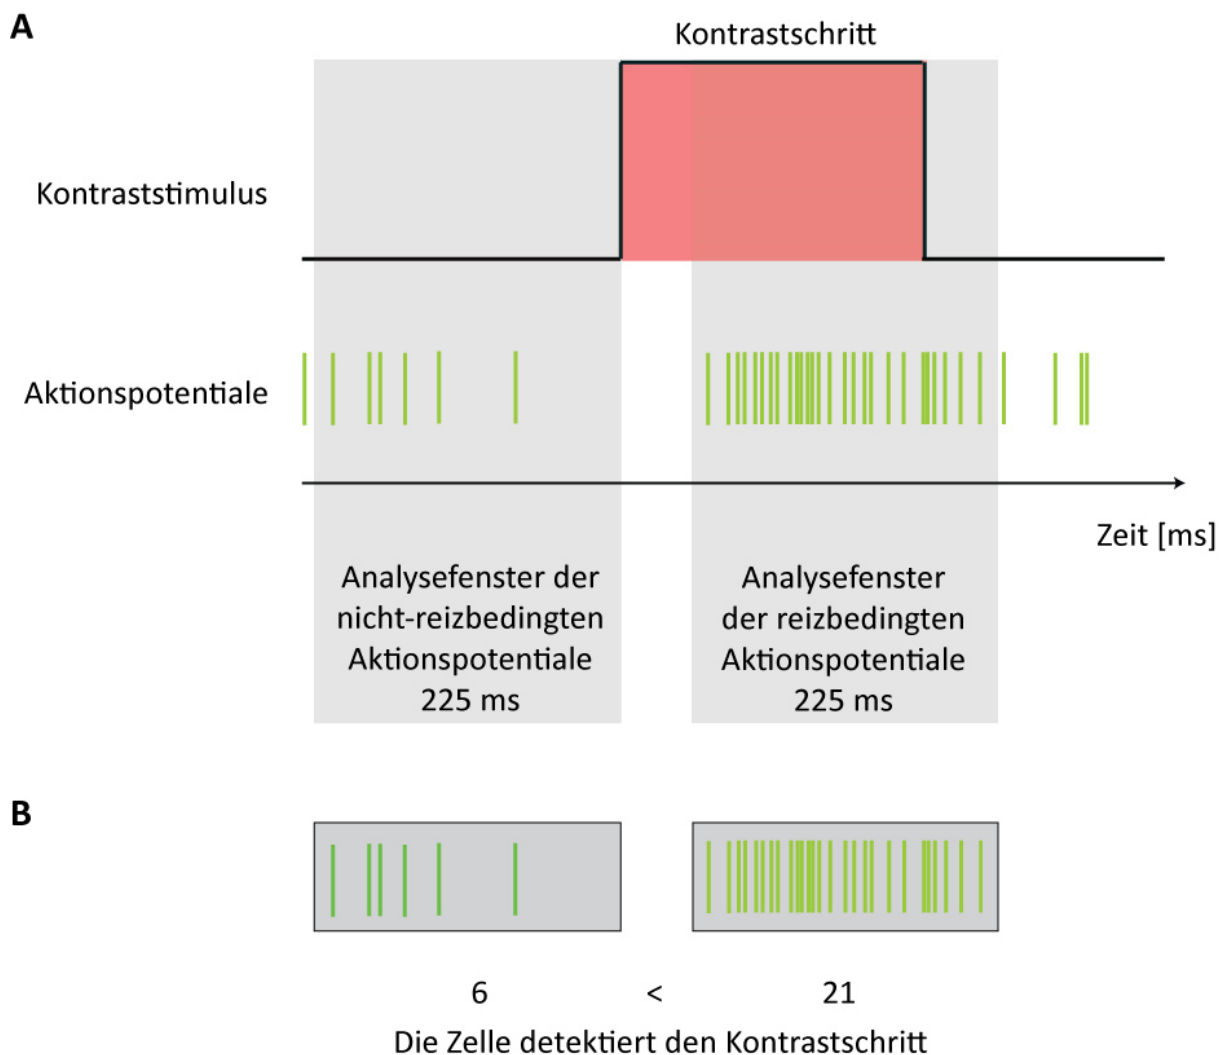 A
Kontrastschritt
Kontraststimulus
Aktionspotentiale
Zeit [ms]
Analysefenster der
nicht-reizbedingten
Aktionspotentiale
225 ms
Analysefenster
der reizbedingten
Aktionspotentiale
225 ms
B
6 < 21
Die Zelle detektiert den Kontrastschritt